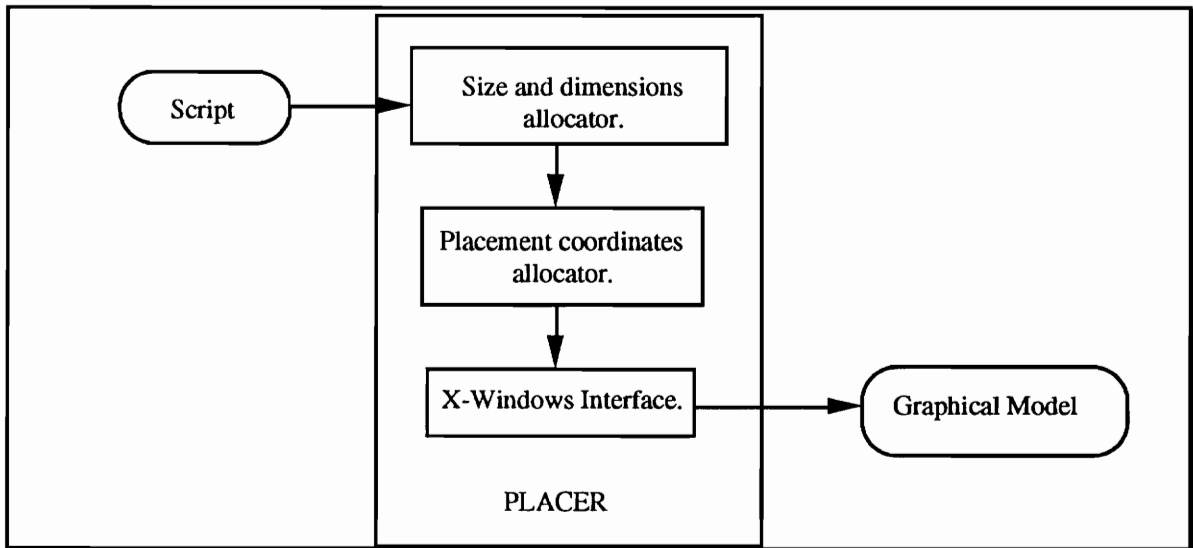 Script
Size and dimensions
allocator.
Placement coordinates
allocator.
X-Windows Interface.
Graphical Model
PLACER